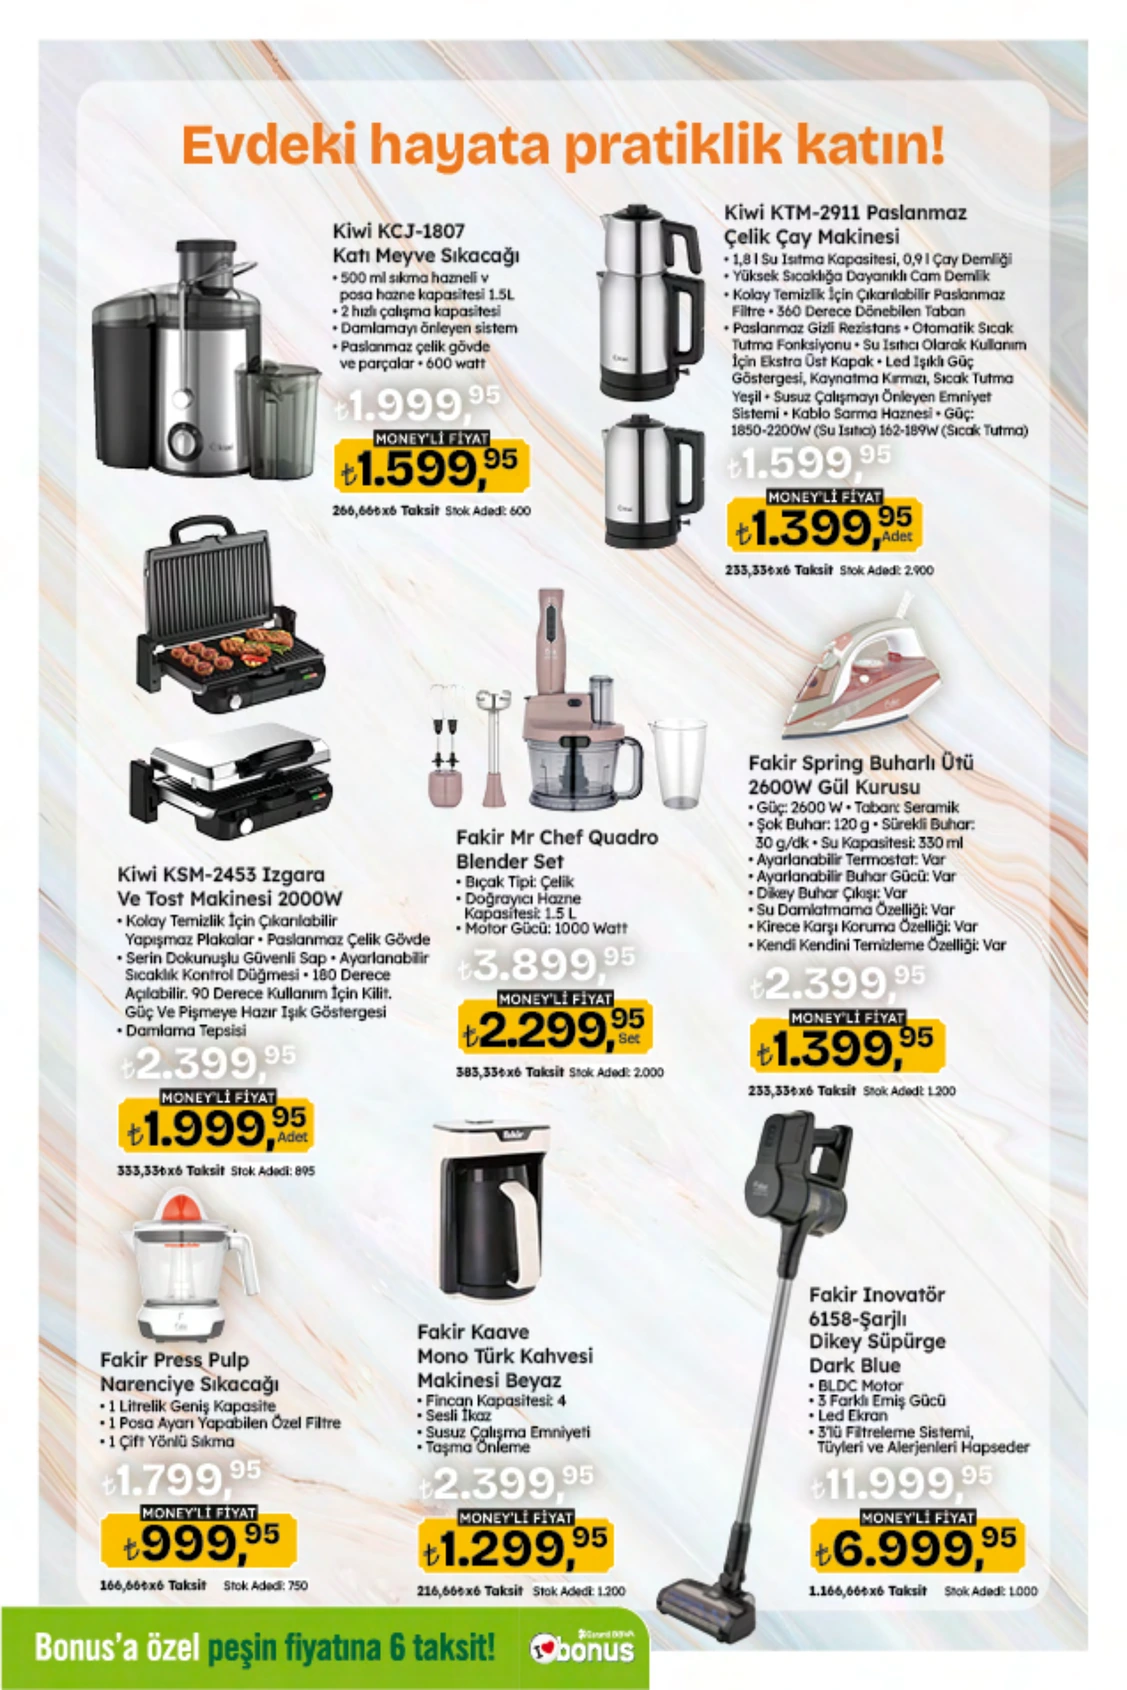 Evdeki hayata pratiklik katın!
Kiwi KCJ-1807
Katı Meyve Sıkacağı
• 500 ml sıkma hazneli v
posa hazne kapasitesi 1.5L
• 2 hızlı çalışma kapasitesi
• Damlamayı önleyen sistem
• Paslanmaz çelik gövde
ve parçalar • 600 watt
₺1.999,95
MONEY'Lİ FİYAT
₺1.599,95
266,66₺x6 Taksit Stok Adedi: 600
Kiwi KTM-2911 Paslanmaz
Çelik Çay Makinesi
• 1,8 l Su Isıtma Kapasitesi, 0,9 l Çay Demliği
• Yüksek Sıcaklığa Dayanıklı Cam Demlik
• Kolay Temizlik İçin Çıkarılabilir Paslanmaz
Filtre • 360 Derece Dönebilen Taban
• Paslanmaz Gizli Rezistans • Otomatik Sıcak
Tutma Fonksiyonu • Su Isıtıcı Olarak Kullanım
İçin Ekstra Üst Kapak • Led Işıklı Güç
Göstergesi, Kaynatma Kırmızı, Sıcak Tutma
Yeşil • Susuz Çalışmayı Önleyen Emniyet
Sistemi • Kablo Sarma Haznesi • Güç:
1850-2200W (Su Isıtıcı) 162-189W (Sıcak Tutma)
₺1.599,95
MONEY'Lİ FİYAT
₺1.399,95
Adet
233,33₺x6 Taksit Stok Adedi: 2.900
Kiwi KSM-2453 Izgara
Ve Tost Makinesi 2000W
• Kolay Temizlik İçin Çıkarılabilir
Yapışmaz Plakalar • Paslanmaz Çelik Gövde
• Serin Dokunuşlu Güvenli Sap • Ayarlanabilir
Sıcaklık Kontrol Düğmesi • 180 Derece
Açılabilir. 90 Derece Kullanım İçin Kilit.
Güç Ve Pişmeye Hazır Işık Göstergesi
• Damlama Tepsisi
₺2.399,95
MONEY'Lİ FİYAT
₺1.999,95
Adet
333,33₺x6 Taksit Stok Adedi: 895
Fakir Mr Chef Quadro
Blender Set
• Bıçak Tipi: Çelik
• Doğrayıcı Hazne
Kapasitesi: 1.5 L
• Motor Gücü: 1000 Watt
₺3.899,95
MONEY'Lİ FİYAT
₺2.299,95
Set
383,33₺x6 Taksit Stok Adedi: 2.000
Fakir Spring Buharlı Ütü
2600W Gül Kurusu
• Güç: 2600 W • Taban: Seramik
• Şok Buhar: 120 g • Sürekli Buhar:
30 g/dk • Su Kapasitesi: 330 ml
• Ayarlanabilir Termostat: Var
• Ayarlanabilir Buhar Gücü: Var
• Dikey Buhar Çıkışı: Var
• Su Damlatmama Özelliği: Var
• Kirece Karşı Koruma Özelliği: Var
• Kendi Kendini Temizleme Özelliği: Var
₺2.399,95
MONEY'Lİ FİYAT
₺1.399,95
233,33₺x6 Taksit Stok Adedi: 1.200
Fakir Press Pulp
Narenciye Sıkacağı
• 1 Litrelik Geniş Kapasite
• 1 Posa Ayarı Yapabilen Özel Filtre
• 1 Çift Yönlü Sıkma
₺1.799,95
MONEY'Lİ FİYAT
₺999,95
166,66₺x6 Taksit Stok Adedi: 750
fakir
Fakir Kaave
Mono Türk Kahvesi
Makinesi Beyaz
• Fincan Kapasitesi: 4
• Sesli İkaz
• Susuz Çalışma Emniyeti
• Taşma Önleme
₺2.399,95
MONEY'Lİ FİYAT
₺1.299,95
216,66₺x6 Taksit Stok Adedi: 1.200
Fakir Inovatör
6158-Şarjlı
Dikey Süpürge
Dark Blue
• BLDC Motor
• 3 Farklı Emiş Gücü
• Led Ekran
• 3'lü Filtreleme Sistemi,
Tüyleri ve Alerjenleri Hapseder
₺11.999,95
MONEY'Lİ FİYAT
₺6.999,95
1.166,66₺x6 Taksit Stok Adedi: 1.000
Bonus'a özel peşin fiyatına 6 taksit!
Garanti BBVA
I bonus